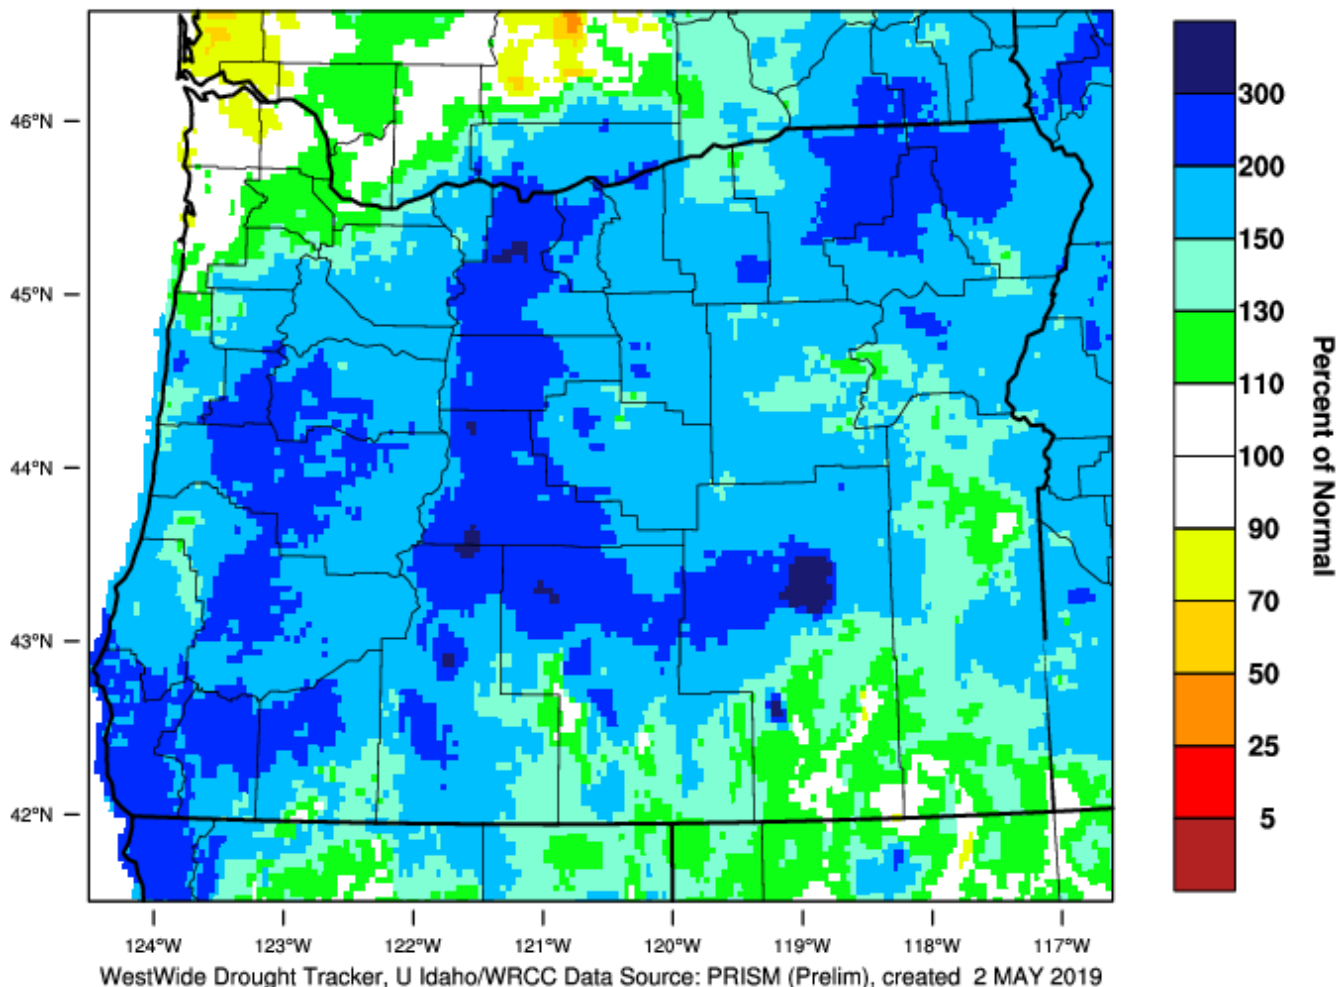 46°N
45°N
44°N
43°N
42°N
124°W 123°W 122°W 121°W 120°W 119°W 118°W 117°W
300
200
150
130
110
100
90
70
50
25
5
Percent of Normal
WestWide Drought Tracker, U Idaho/WRCC Data Source: PRISM (Prelim), created 2 MAY 2019